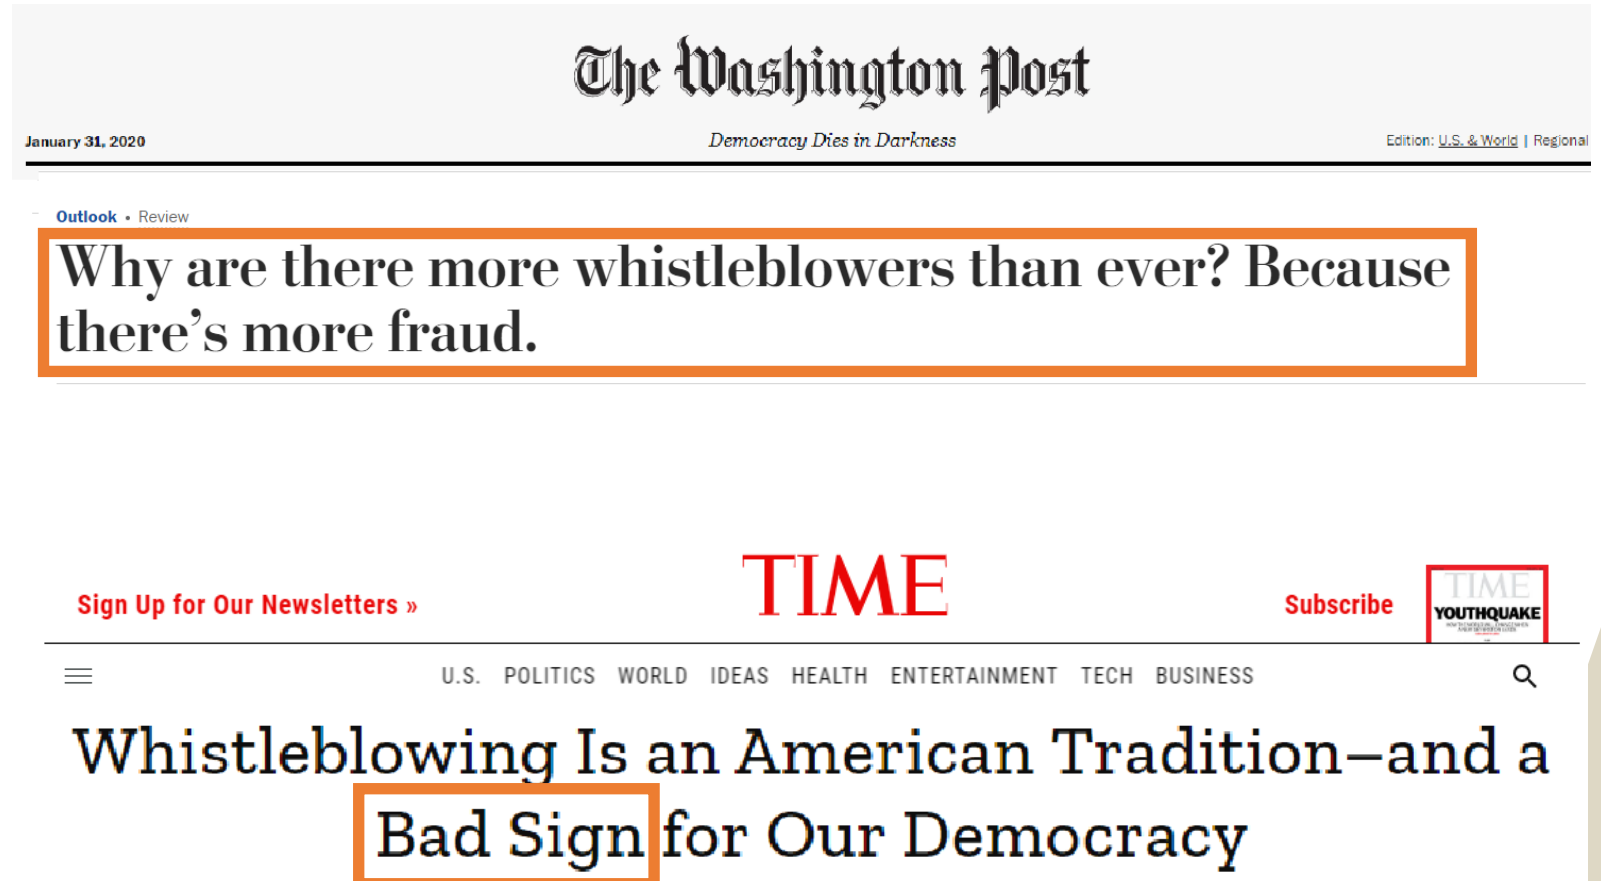 The Washington Post
January 31, 2020
Democracy Dies in Darkness
Edition: U.S. & World | Regional
Outlook • Review
Why are there more whistleblowers than ever? Because
there's more fraud.
TIME
Sign Up for Our Newsletters »
Subscribe
TIME
YOUTHQUAKE
U.S. POLITICS WORLD IDEAS HEALTH ENTERTAINMENT TECH BUSINESS
Whistleblowing Is an American Tradition—and a
Bad Sign for Our Democracy